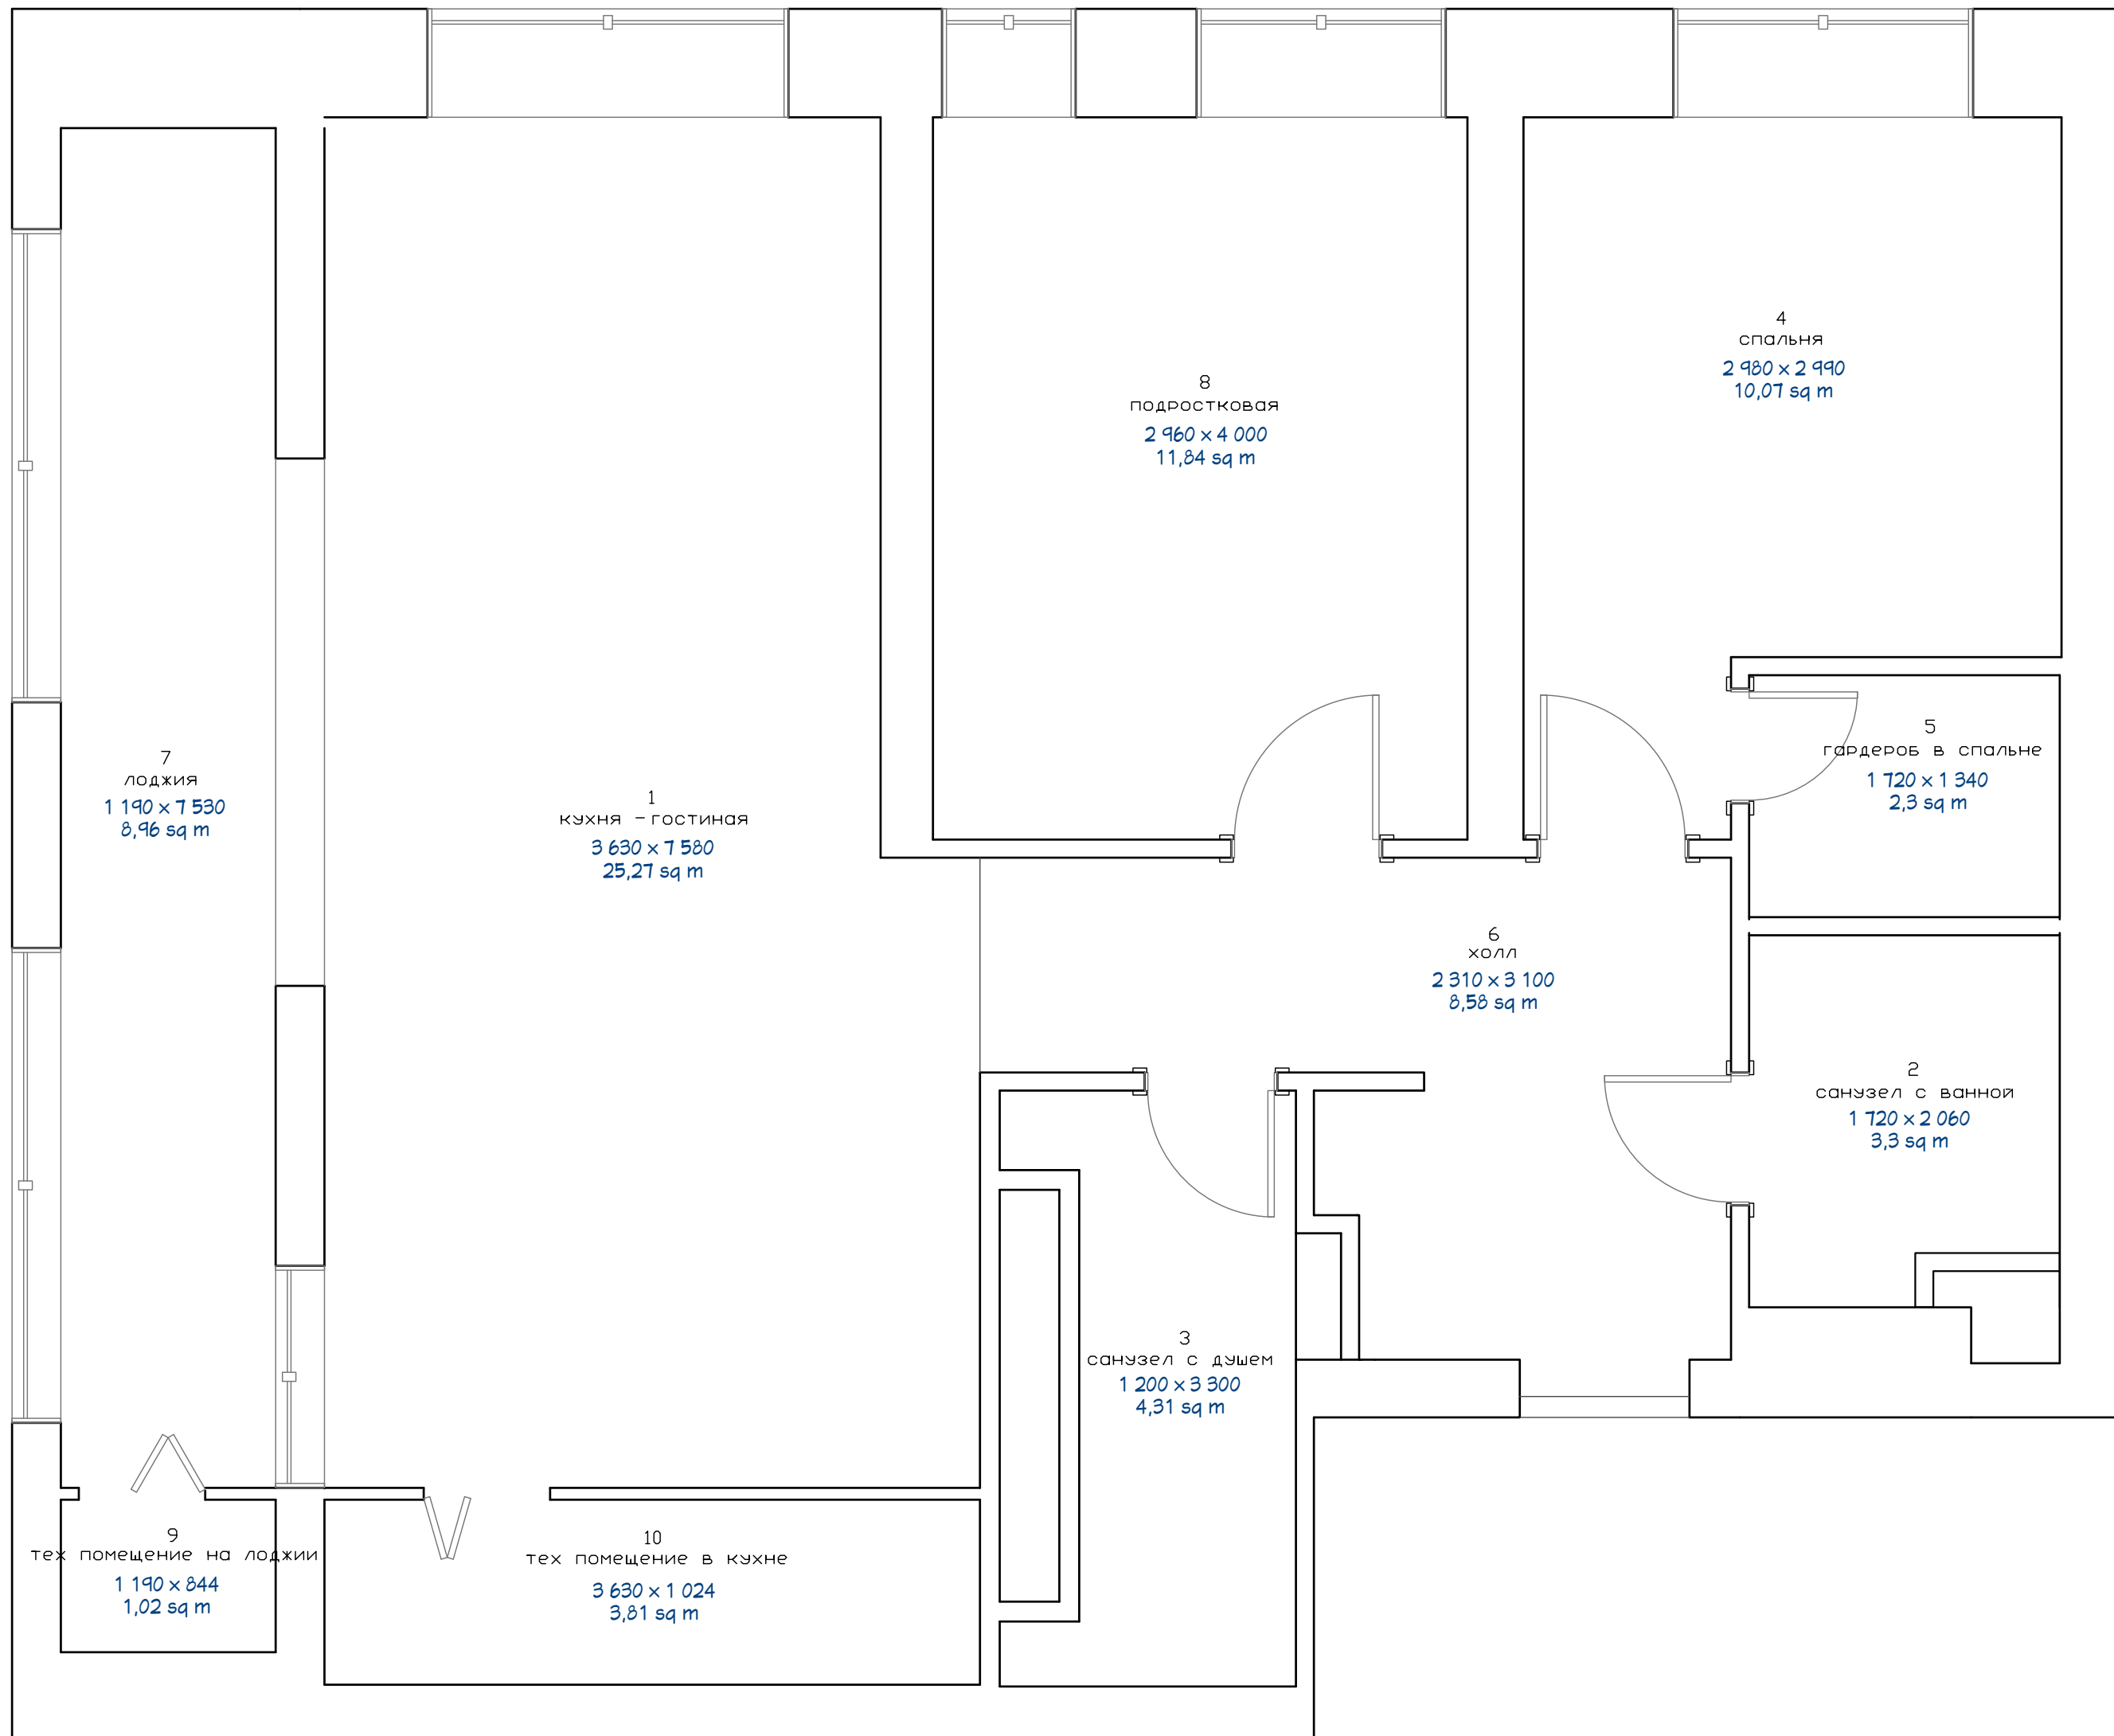 4
спальня
2 980 x 2 990
10,07 sq m
8
подростковая
2 960 x 4 000
11,84 sq m
5
гардероб в спальне
1 720 x 1 340
2,3 sq m
7
лоджия
1 190 x 7 530
8,96 sq m
1
кухня -гостиная
3 630 x 7 580
25,27 sq m
6
холл
2 310 x 3 100
8,58 sq m
2
санузел с ванной
1 720 x 2 060
3,3 sq m
3
санузел с душем
1 200 x 3 300
4,31 sq m
9
тех помещение на лоджии
1 190 x 844
1,02 sq m
10
тех помещение в кухне
3 630 x 1 024
3,81 sq m